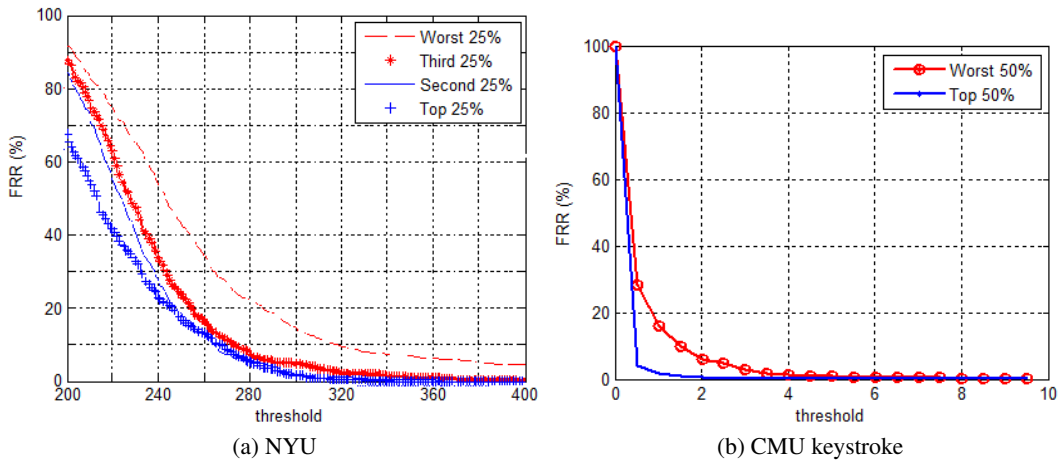 100
80
60
40
20
0
FRR (%)
200
240
280
320
360
400
threshold
Worst 25%
Third 25%
Second 25%
Top 25%
(a) NYU
100
80
60
40
20
0
FRR (%)
0
2
4
6
8
10
threshold
Worst 50%
Top 50%
(b) CMU keystroke